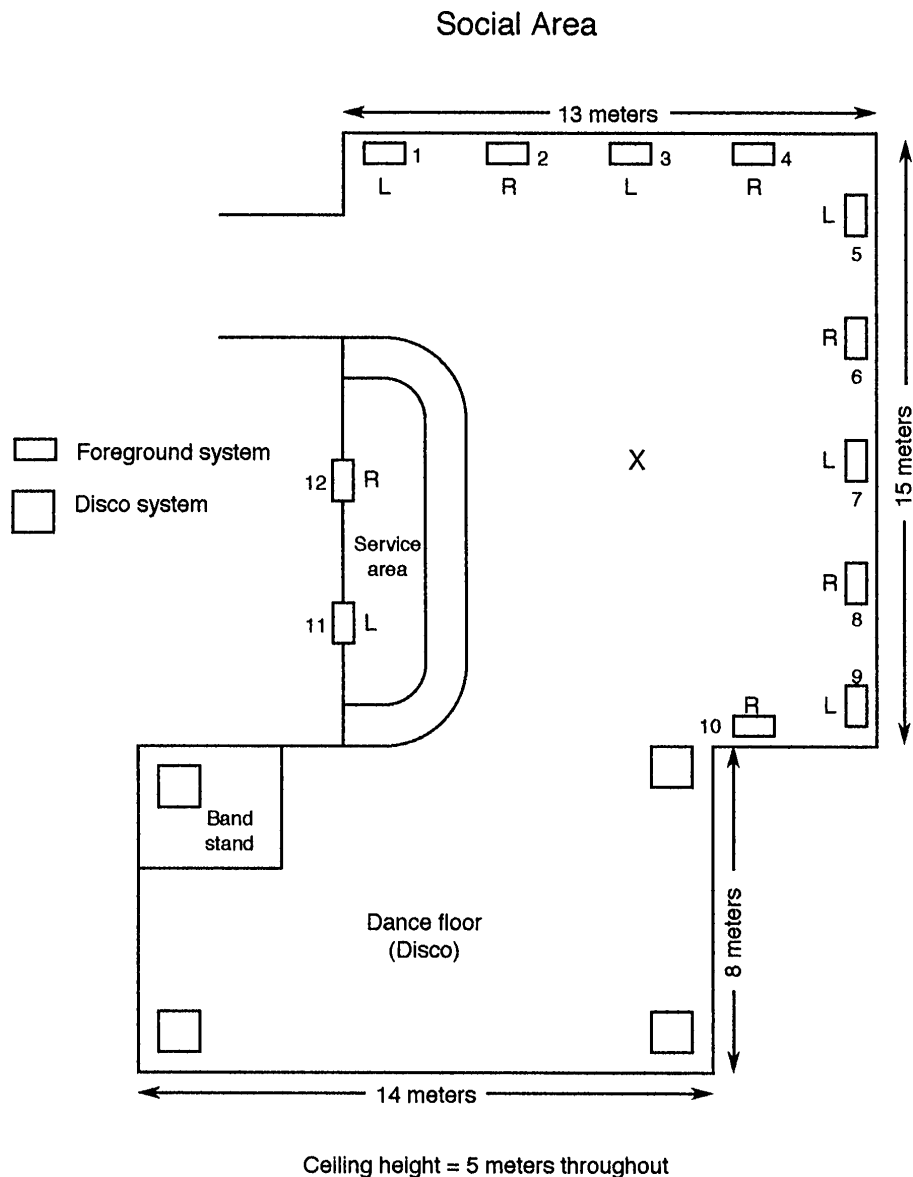 Social Area
13 meters
1
2
3
4
L
R
L
R
L
5
R
6
L
7
R
8
9
L
R
10
15 meters
X
Foreground system
Disco system
12
R
Service
area
11
L
Band
stand
Dance floor
(Disco)
8 meters
14 meters
Ceiling height = 5 meters throughout